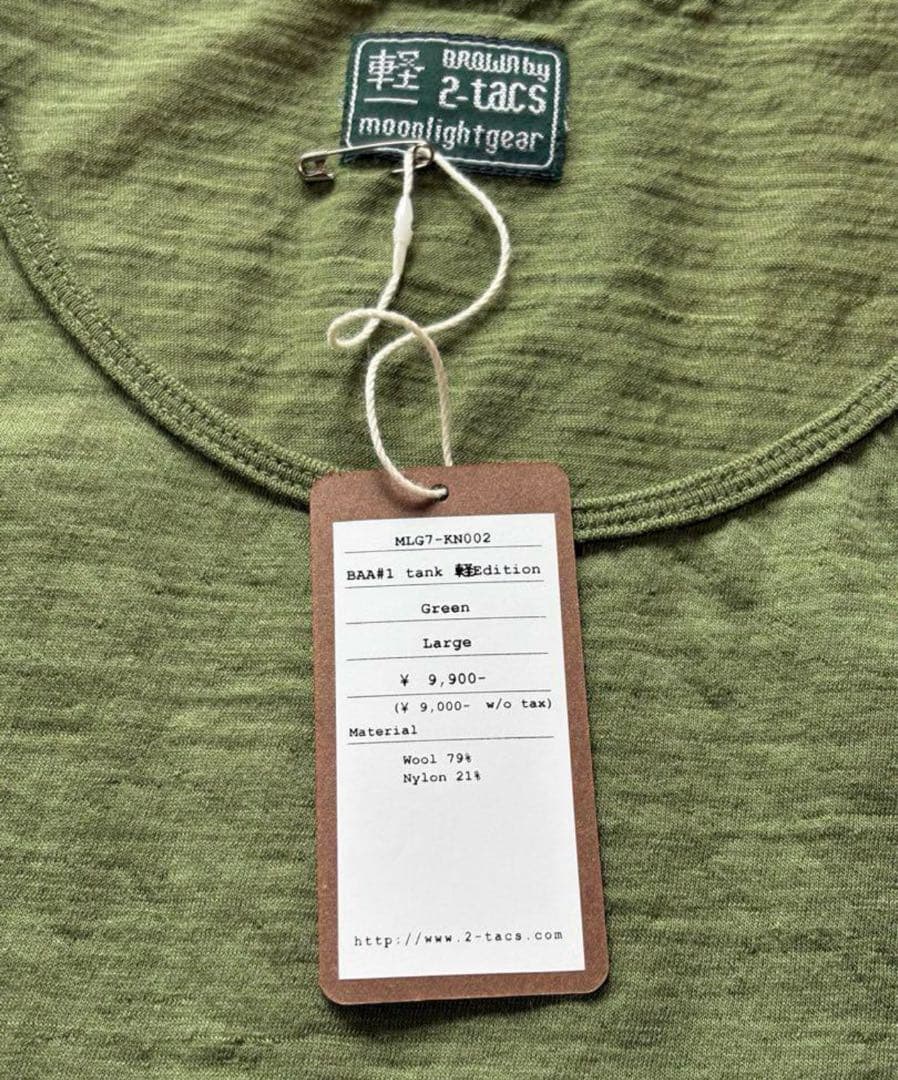 軽 BROWN by
2-tacs
moonlightgear
MLG7-KN002
BAA#1 tank 軽Edition
Green
Large
¥ 9,900-
(¥ 9,000- w/o tax)
Material
Wool 79%
Nylon 21%
http://www.2-tacs.com